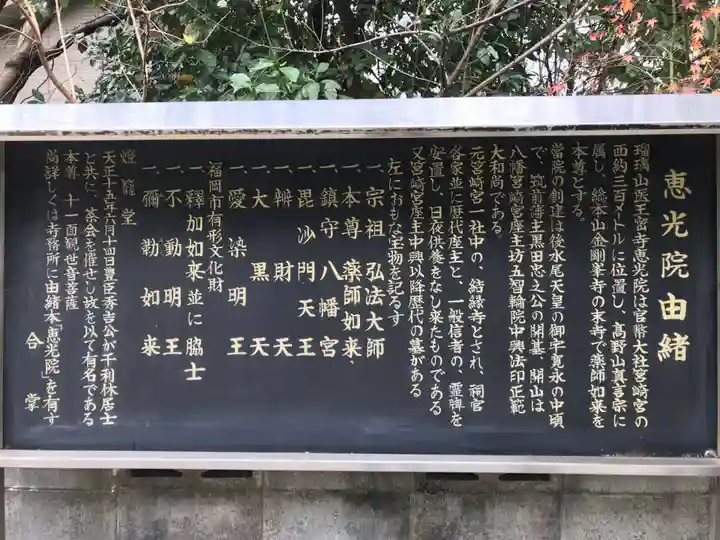 恵光院由緒
瑠璃山医王密寺恵光院は官幣大社宮崎宮の
西約三百メートルに位置し、高野山真言宗に
属し、総本山金剛峯寺の末寺で薬師如来を
本尊とする。
當院の創建は後水尾天皇の御宇寛永の中頃
で、筑前藩主黒田忠之公の開基、開山は
八幡宮崎宮座主坊五智輪院中興法印正範
大和尚である。
元宮崎宮一社中の、結縁寺とされ、祠官
各家並に歴代座主と、一般信者の、霊牌を
安置し、日夜供養をなし来たものである
又宮崎宮座主中興以降歴代の墓がある
左におもな宝物を記るす
一、宗祖 弘法大師
一、本尊 薬師如来、
一、鎮守 八幡宮
一、毘沙門天王
一、辨財天
一、大黒天
一、愛染明王
福岡市有形文化財
一、釋加如来並に脇士
一、不動明王
一、彌勒如来
燈籠堂
天正十五年六月十四日豊臣秀吉公が千利休居士
と共に、茶会を催せし故を以て有名である
本尊、十一面観世音菩薩
尚詳しくは寺務所に由緒本「恵光院」を有す
合掌